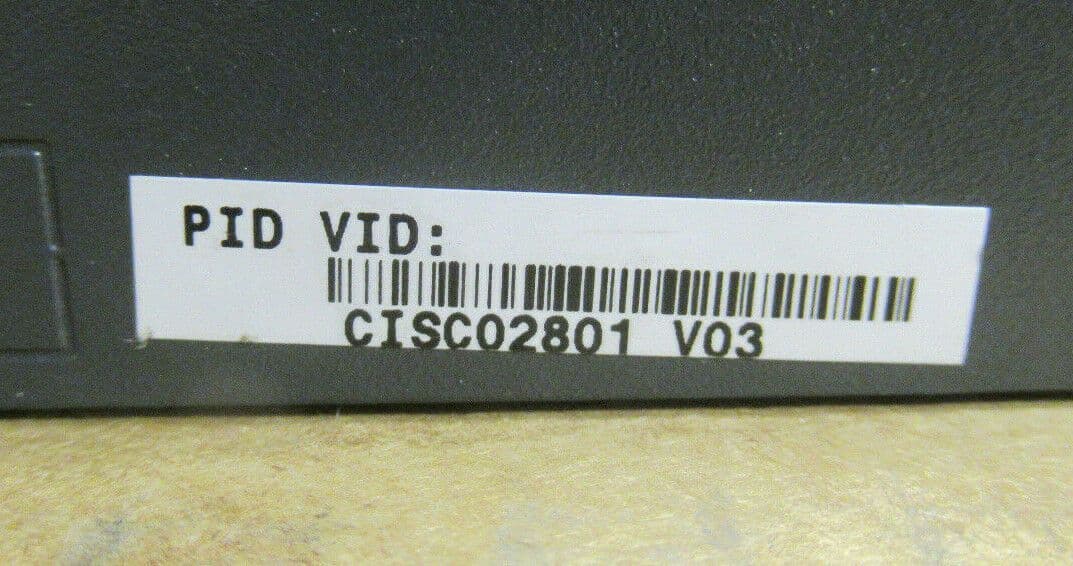 PID VID:
CISCO2801 V03